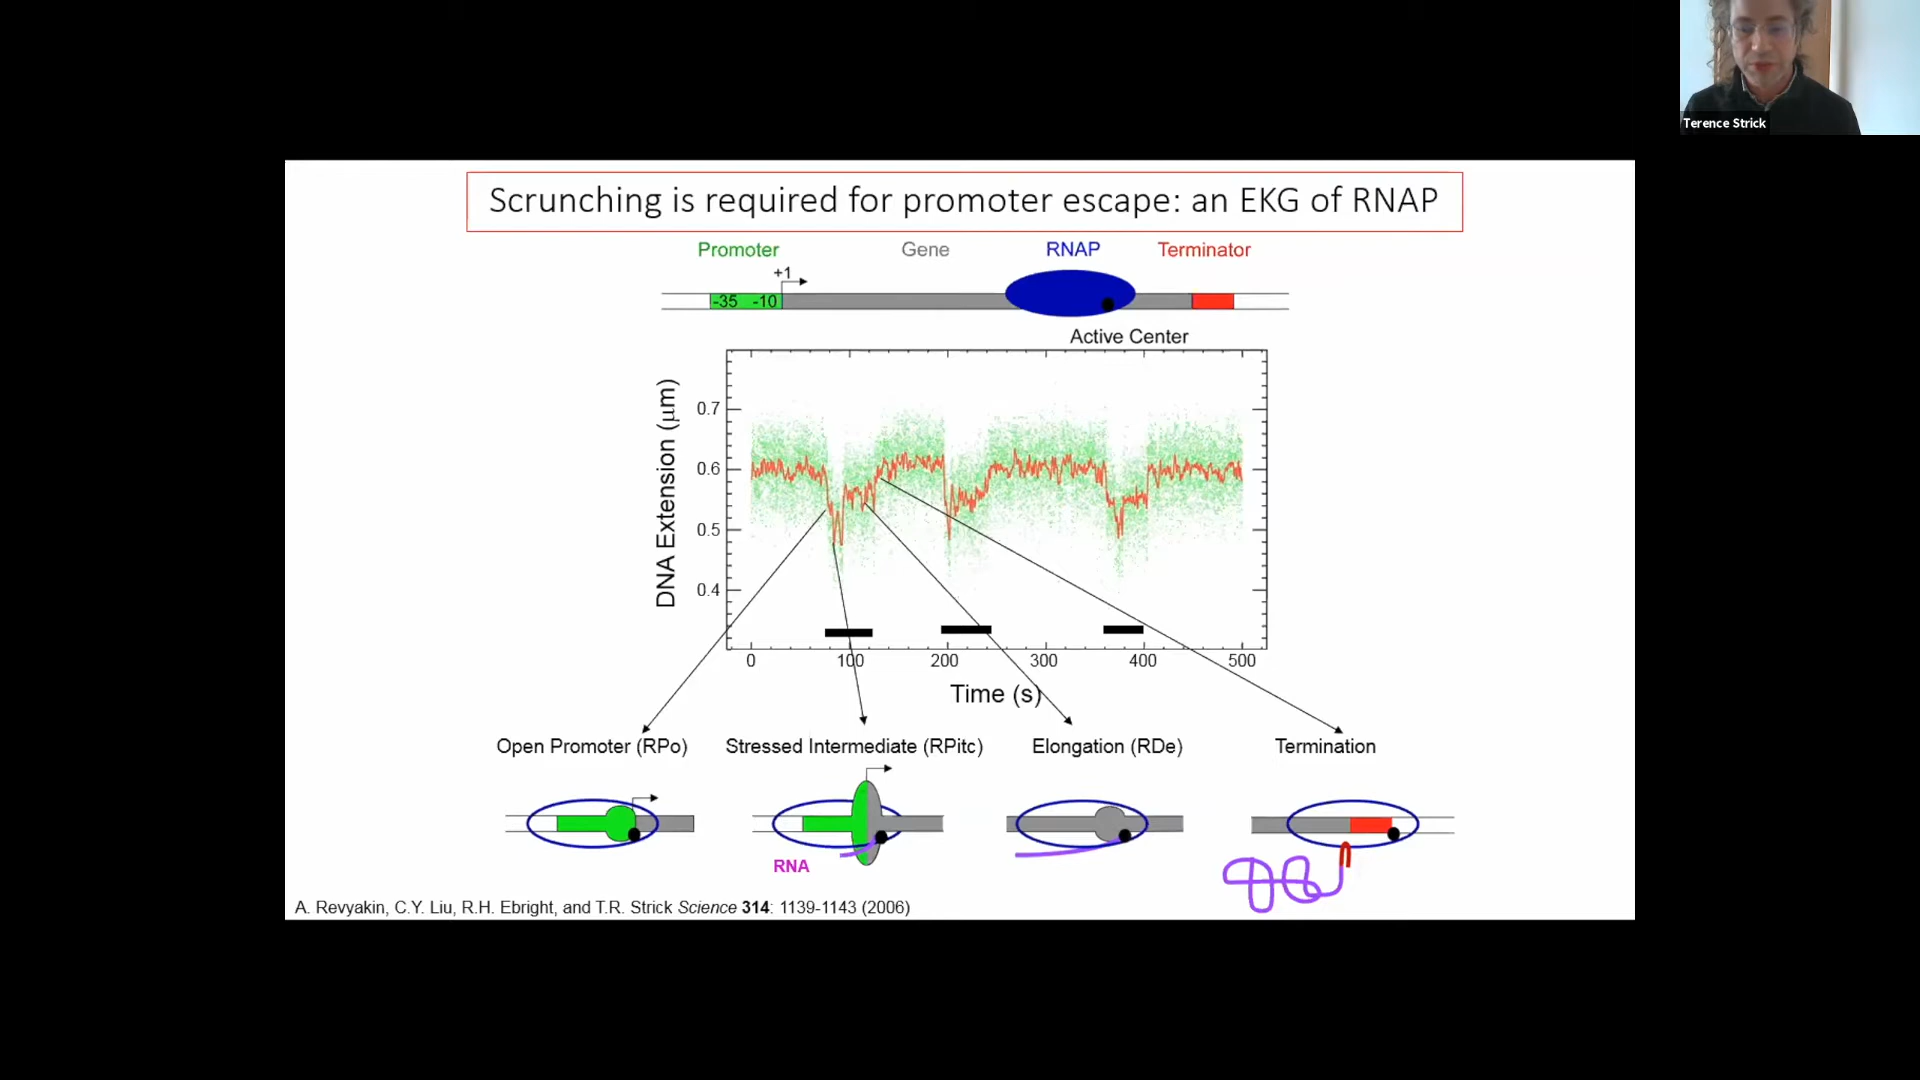 Terence Strick
Scrunching is required for promoter escape: an EKG of RNAP
Promoter Gene RNAP Terminator
+1
-35 -10
Active Center
DNA Extension (μm)
0.7
0.6
0.5
0.4
0 100 200 300 400 500
Time (s)
Open Promoter (RPo) Stressed Intermediate (RPitc) Elongation (RDe) Termination
RNA
A. Revyakin, C.Y. Liu, R.H. Ebright, and T.R. Strick Science 314: 1139-1143 (2006)